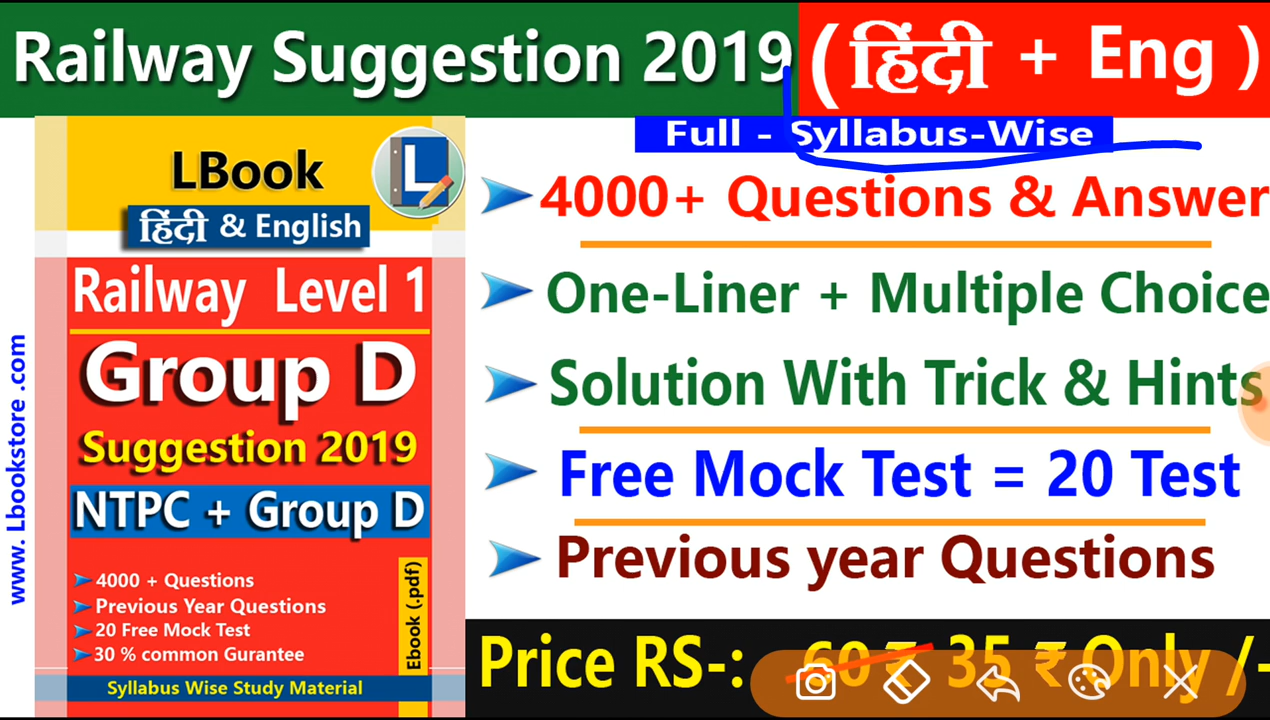 Railway Suggestion 2019 ( हिंदी + Eng )
Full - Syllabus-Wise
LBook
L
हिंदी & English
Railway Level 1
Group D
Suggestion 2019
NTPC + Group D
4000 + Questions
Previous Year Questions
20 Free Mock Test
30 % common Gurantee
Ebook (.pdf)
Syllabus Wise Study Material
www. Lbookstore .com
4000+ Questions & Answer
One-Liner + Multiple Choice
Solution With Trick & Hints
Free Mock Test = 20 Test
Previous year Questions
Price RS-: 60 ₹ 35 ₹ Only /-